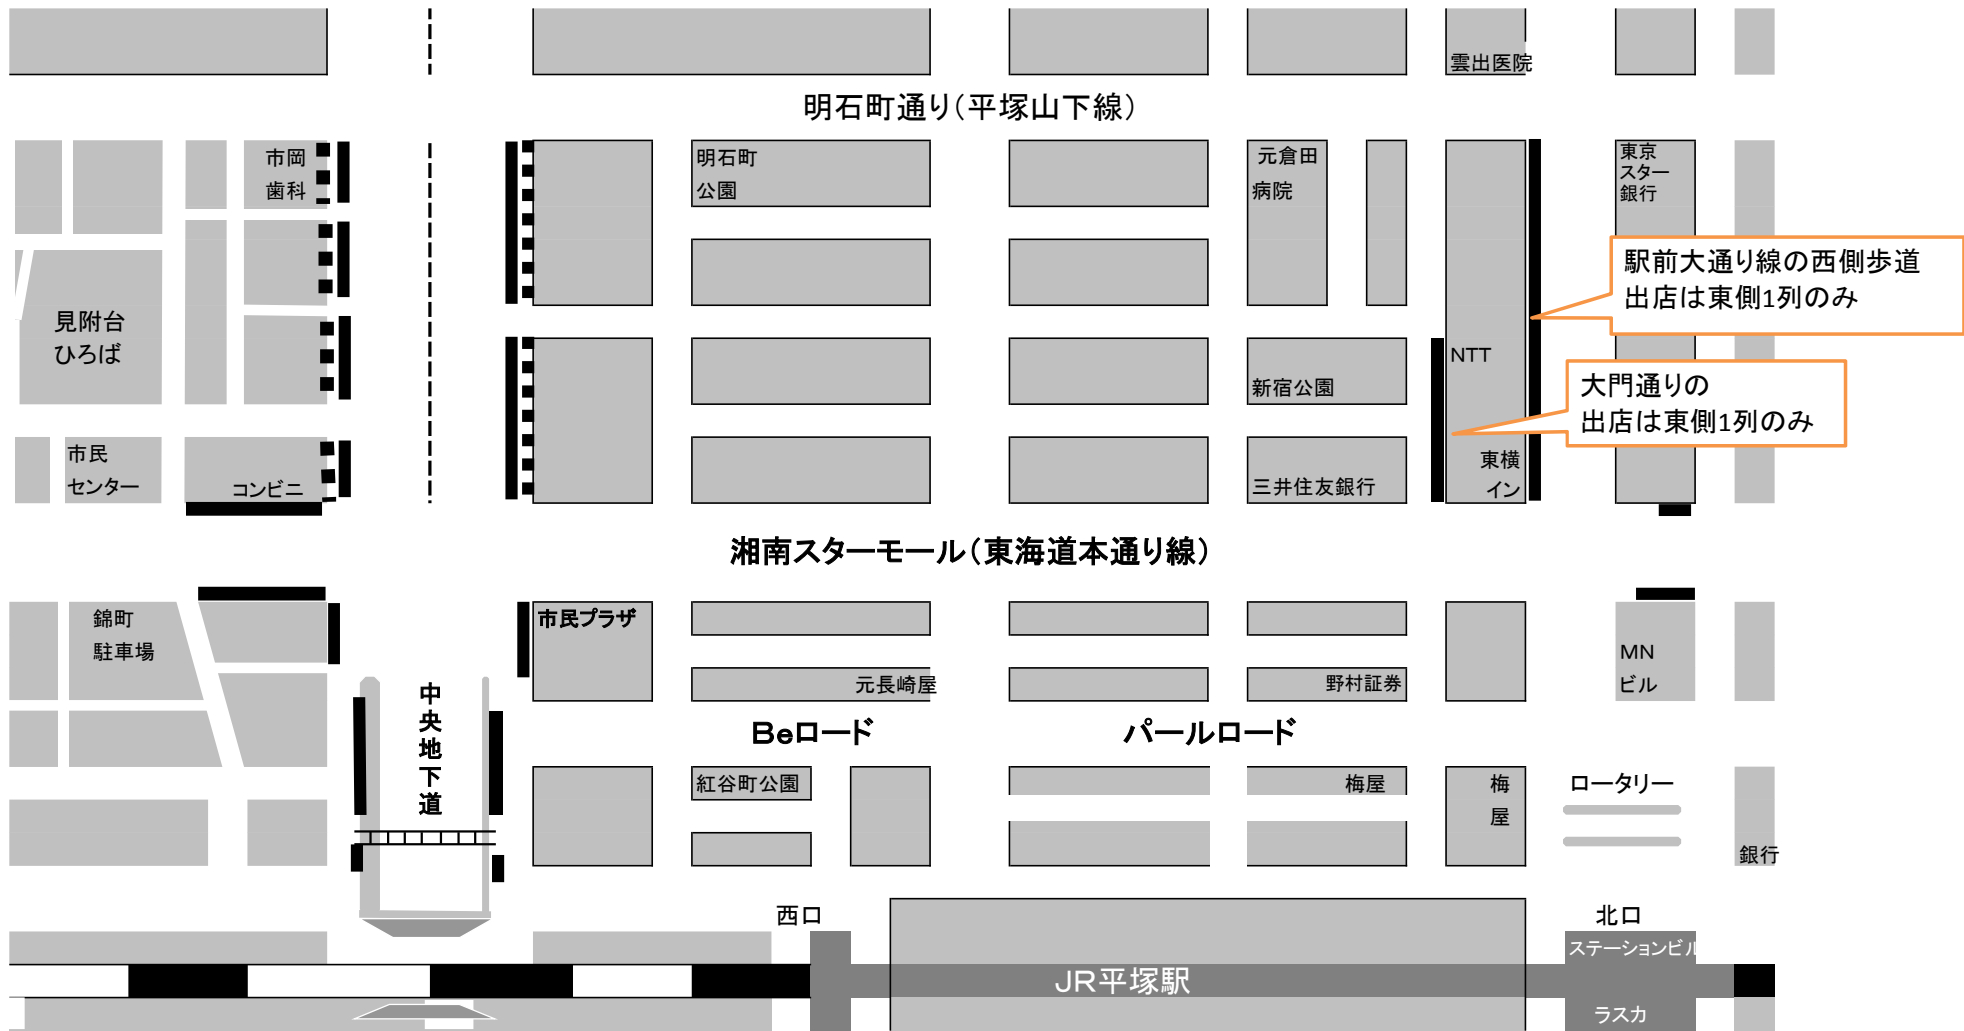 雲出医院
明石町通り(平塚山下線)
市岡
歯科
明石町
公園
元倉田
病院
東京
スター
銀行
駅前大通り線の西側歩道
出店は東側1列のみ
見附台
ひろば
NTT
新宿公園
大門通りの
出店は東側1列のみ
市民
センター
コンビニ
三井住友銀行
東横
イン
湘南スターモール(東海道本通り線)
錦町
駐車場
市民プラザ
MN
ビル
元長崎屋
野村証券
中央地下道
Beロード
パールロード
紅谷町公園
梅屋
梅
屋
ロータリー
銀行
西口
北口
ステーションビル
JR平塚駅
ラスカ